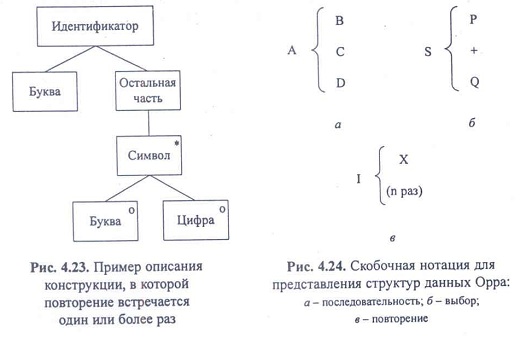 Идентификатор
Буква
Остальная
часть
Символ *
Буква O
Цифра O
Рис. 4.23. Пример описания
конструкции, в которой
повторение встречается
один или более раз
A
B
C
D
а
S
P
+
Q
б
I
X
(n раз)
в
Рис. 4.24. Скобочная нотация для
представления структур данных Орра:
а – последовательность; б – выбор;
в – повторение